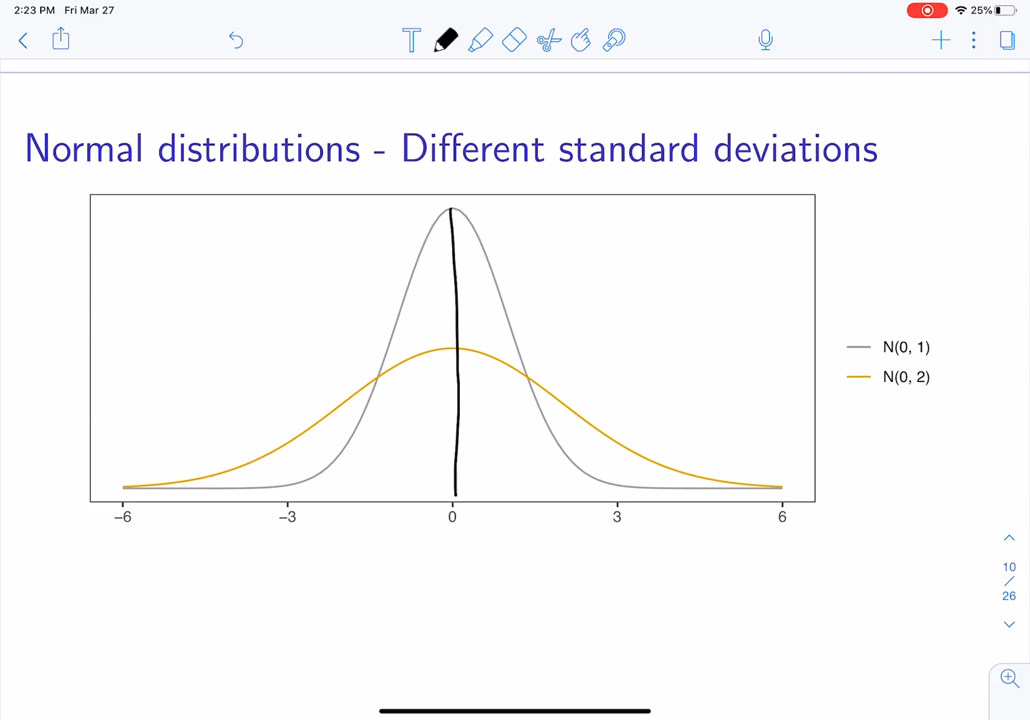 2:23 PM Fri Mar 27
25%
T
Normal distributions - Different standard deviations
N(0, 1)
N(0, 2)
−6 −3 0 3 6
10
/
26